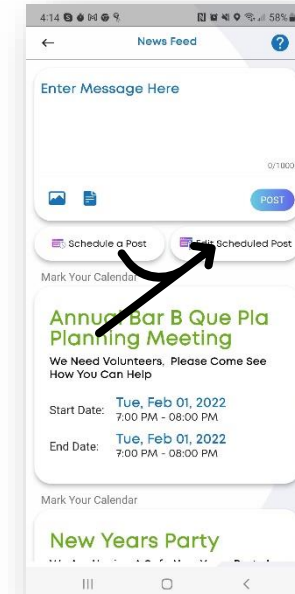 4:14
58%
News Feed
?
Enter Message Here
0/1000
POST
Schedule a Post
Edit Scheduled Post
Mark Your Calendar
Annual Bar B Que Pla
Planning Meeting
We Need Volunteers, Please Come See
How You Can Help
Start Date: Tue, Feb 01, 2022
7:00 PM - 08:00 PM
End Date: Tue, Feb 01, 2022
7:00 PM - 08:00 PM
Mark Your Calendar
New Years Party